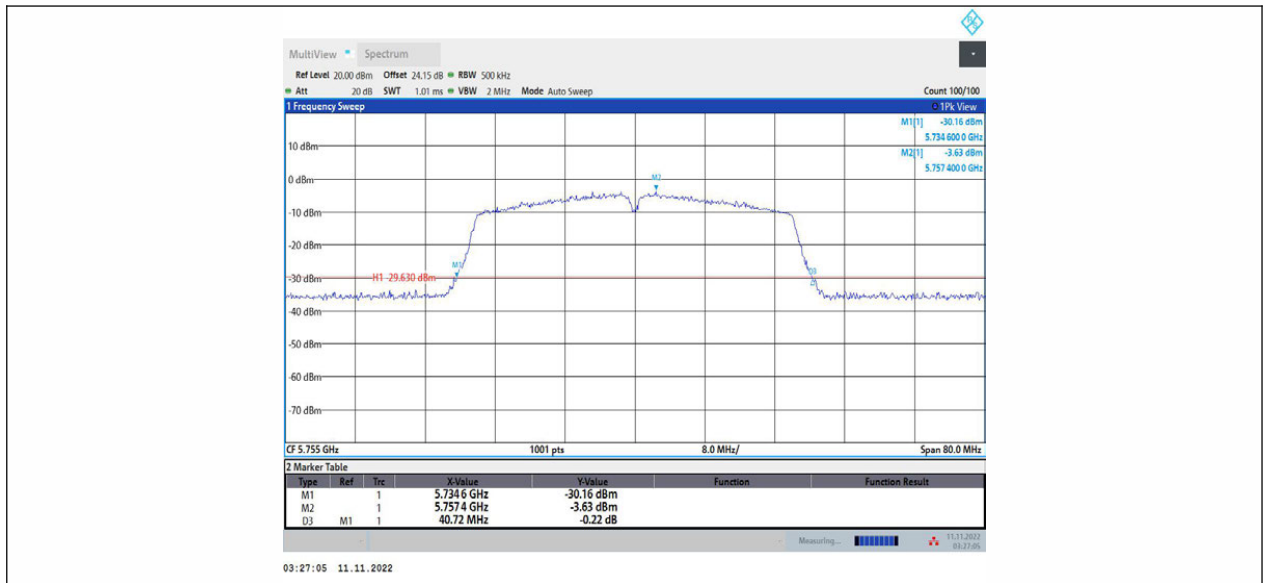 MultiView Spectrum
Ref Level 20.00 dBm Offset 24.15 dB RBW 500 kHz
Att 20 dB SWT 1.01 ms VBW 2 MHz Mode Auto Sweep Count 100/100
1 Frequency Sweep 1Pk View
M1[1] -30.16 dBm
5.734 600 0 GHz
10 dBm
M2[1] -3.63 dBm
5.757 400 0 GHz
0 dBm
M2
-10 dBm
-20 dBm
M1
D3
-30 dBm
H1 -29.630 dBm
-40 dBm
-50 dBm
-60 dBm
-70 dBm
CF 5.755 GHz 1001 pts 8.0 MHz/ Span 80.0 MHz
2 Marker Table
Type Ref Trc X-Value Y-Value Function Function Result
M1 1 5.734 6 GHz -30.16 dBm
M2 1 5.757 4 GHz -3.63 dBm
D3 M1 1 40.72 MHz -0.22 dB
Measuring... 11.11.2022
03:27:05
03:27:05 11.11.2022